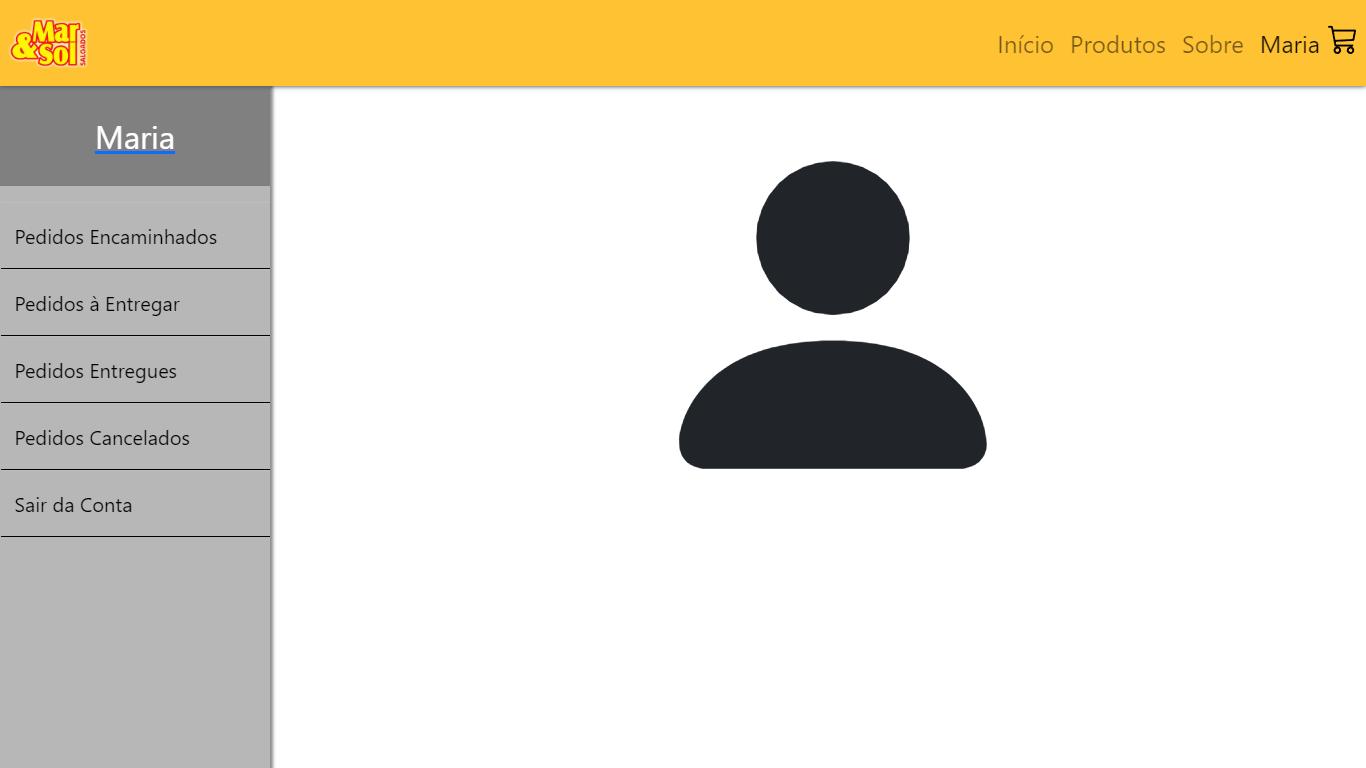 Mar
&Sol
SALGADOS
Início Produtos Sobre Maria
Maria
Pedidos Encaminhados
Pedidos à Entregar
Pedidos Entregues
Pedidos Cancelados
Sair da Conta